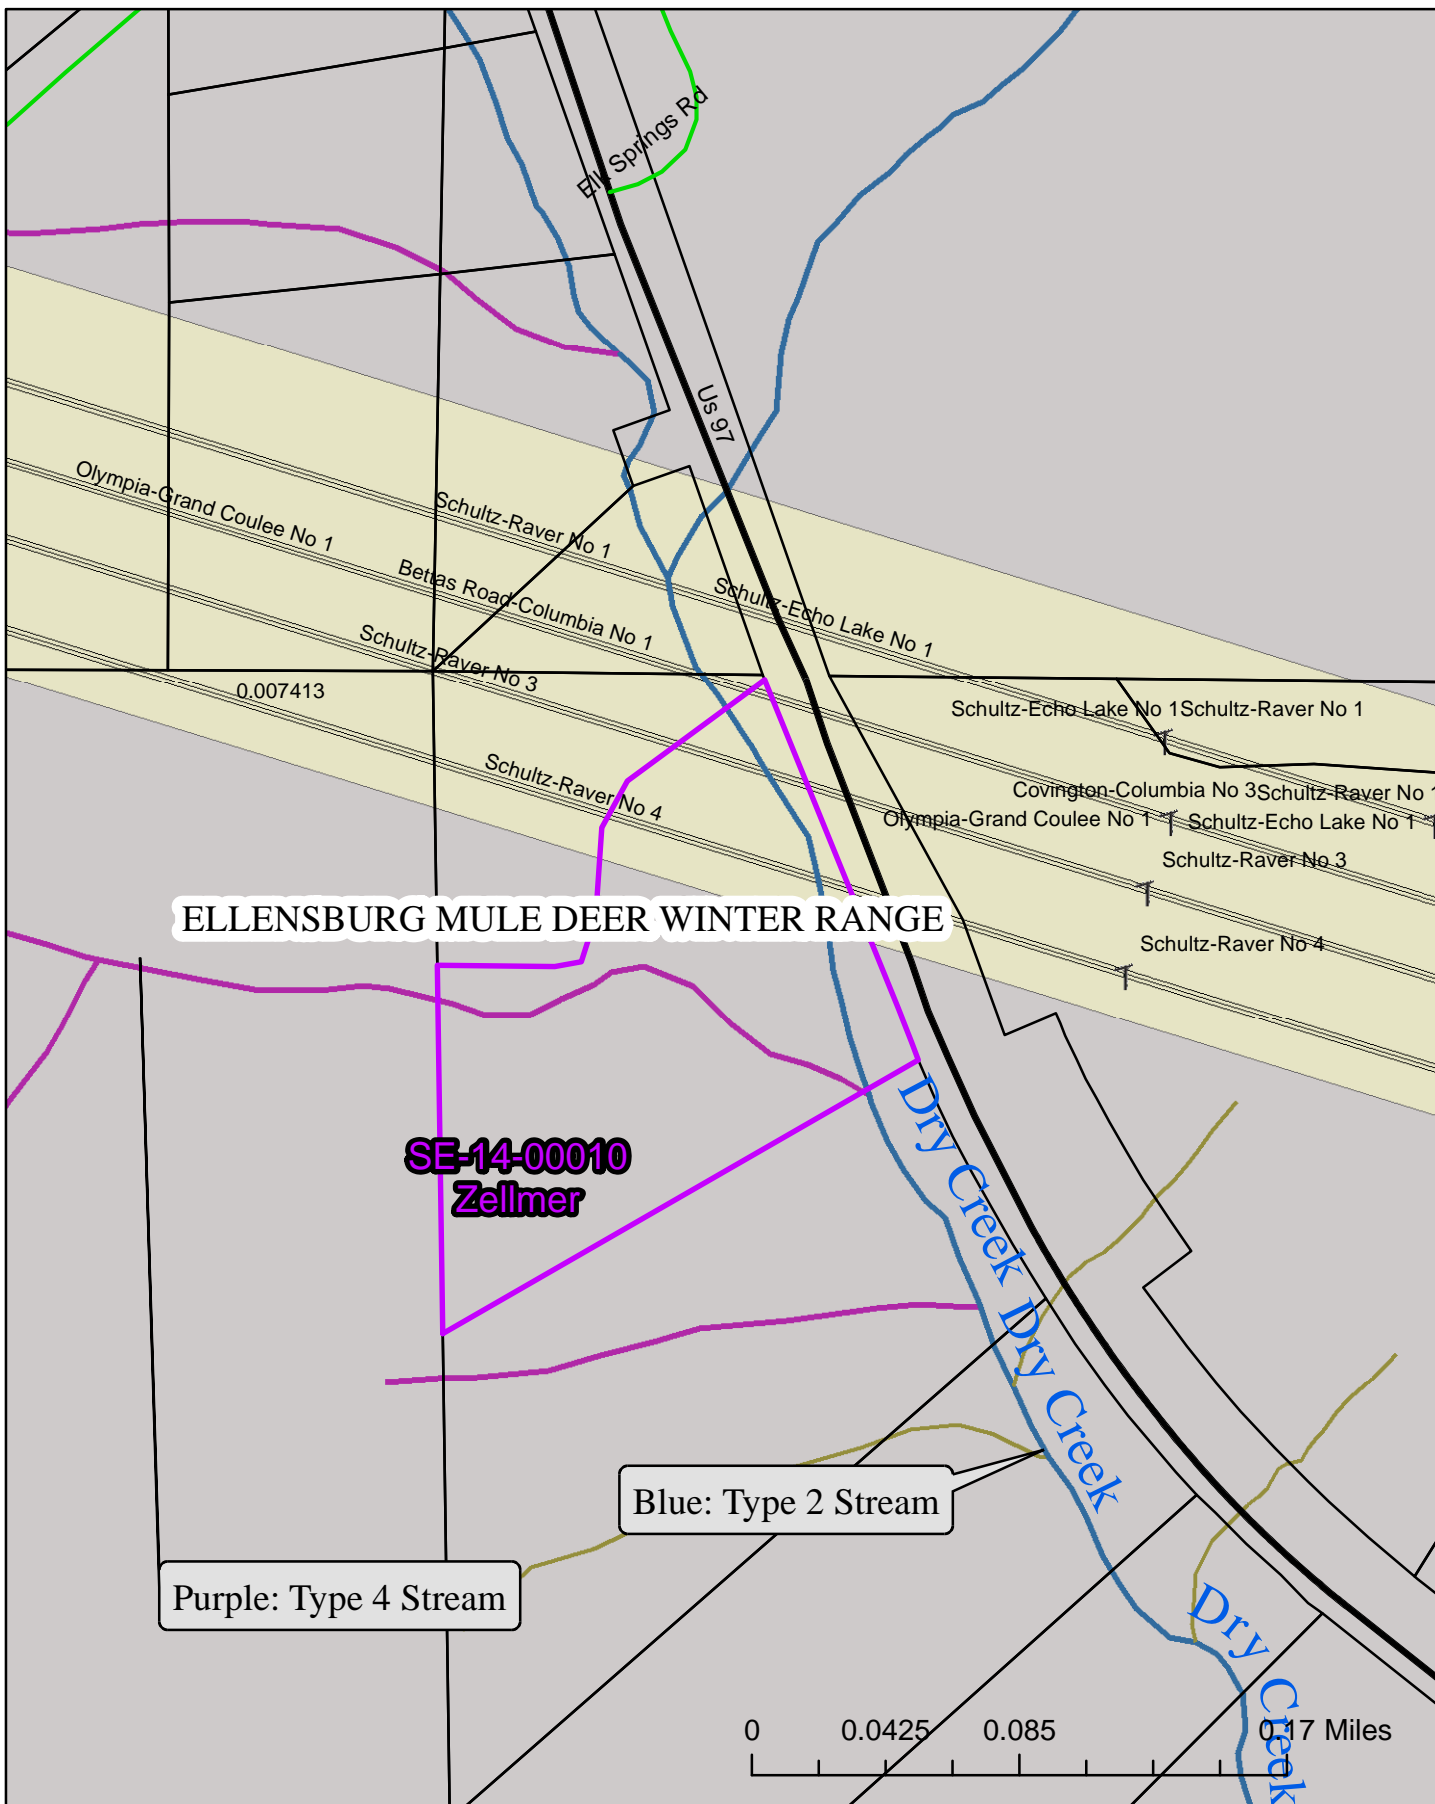 Elk Springs Rd
Us 97
Olympia-Grand Coulee No 1
Schultz-Raver No 1
Bettas Road-Columbia No 1
Schultz-Echo Lake No 1
Schultz-Raver No 3
0.007413
Schultz-Echo Lake No 1
Schultz-Raver No 1
Schultz-Raver No 4
Covington-Columbia No 3
Schultz-Raver No 1
Olympia-Grand Coulee No 1
Schultz-Echo Lake No 1
Schultz-Raver No 3
ELLENSBURG MULE DEER WINTER RANGE
Schultz-Raver No 4
SE-14-00010
Zellmer
Dry Creek
Dry Creek
Blue: Type 2 Stream
Purple: Type 4 Stream
Dry Creek
0 0.0425 0.085 0.17 Miles